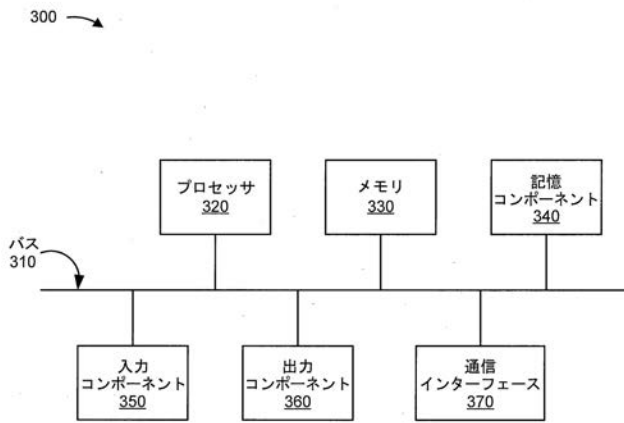 300
プロセッサ
320
メモリ
330
記憶
コンポーネント
340
バス
310
入力
コンポーネント
350
出力
コンポーネント
360
通信
インターフェース
370